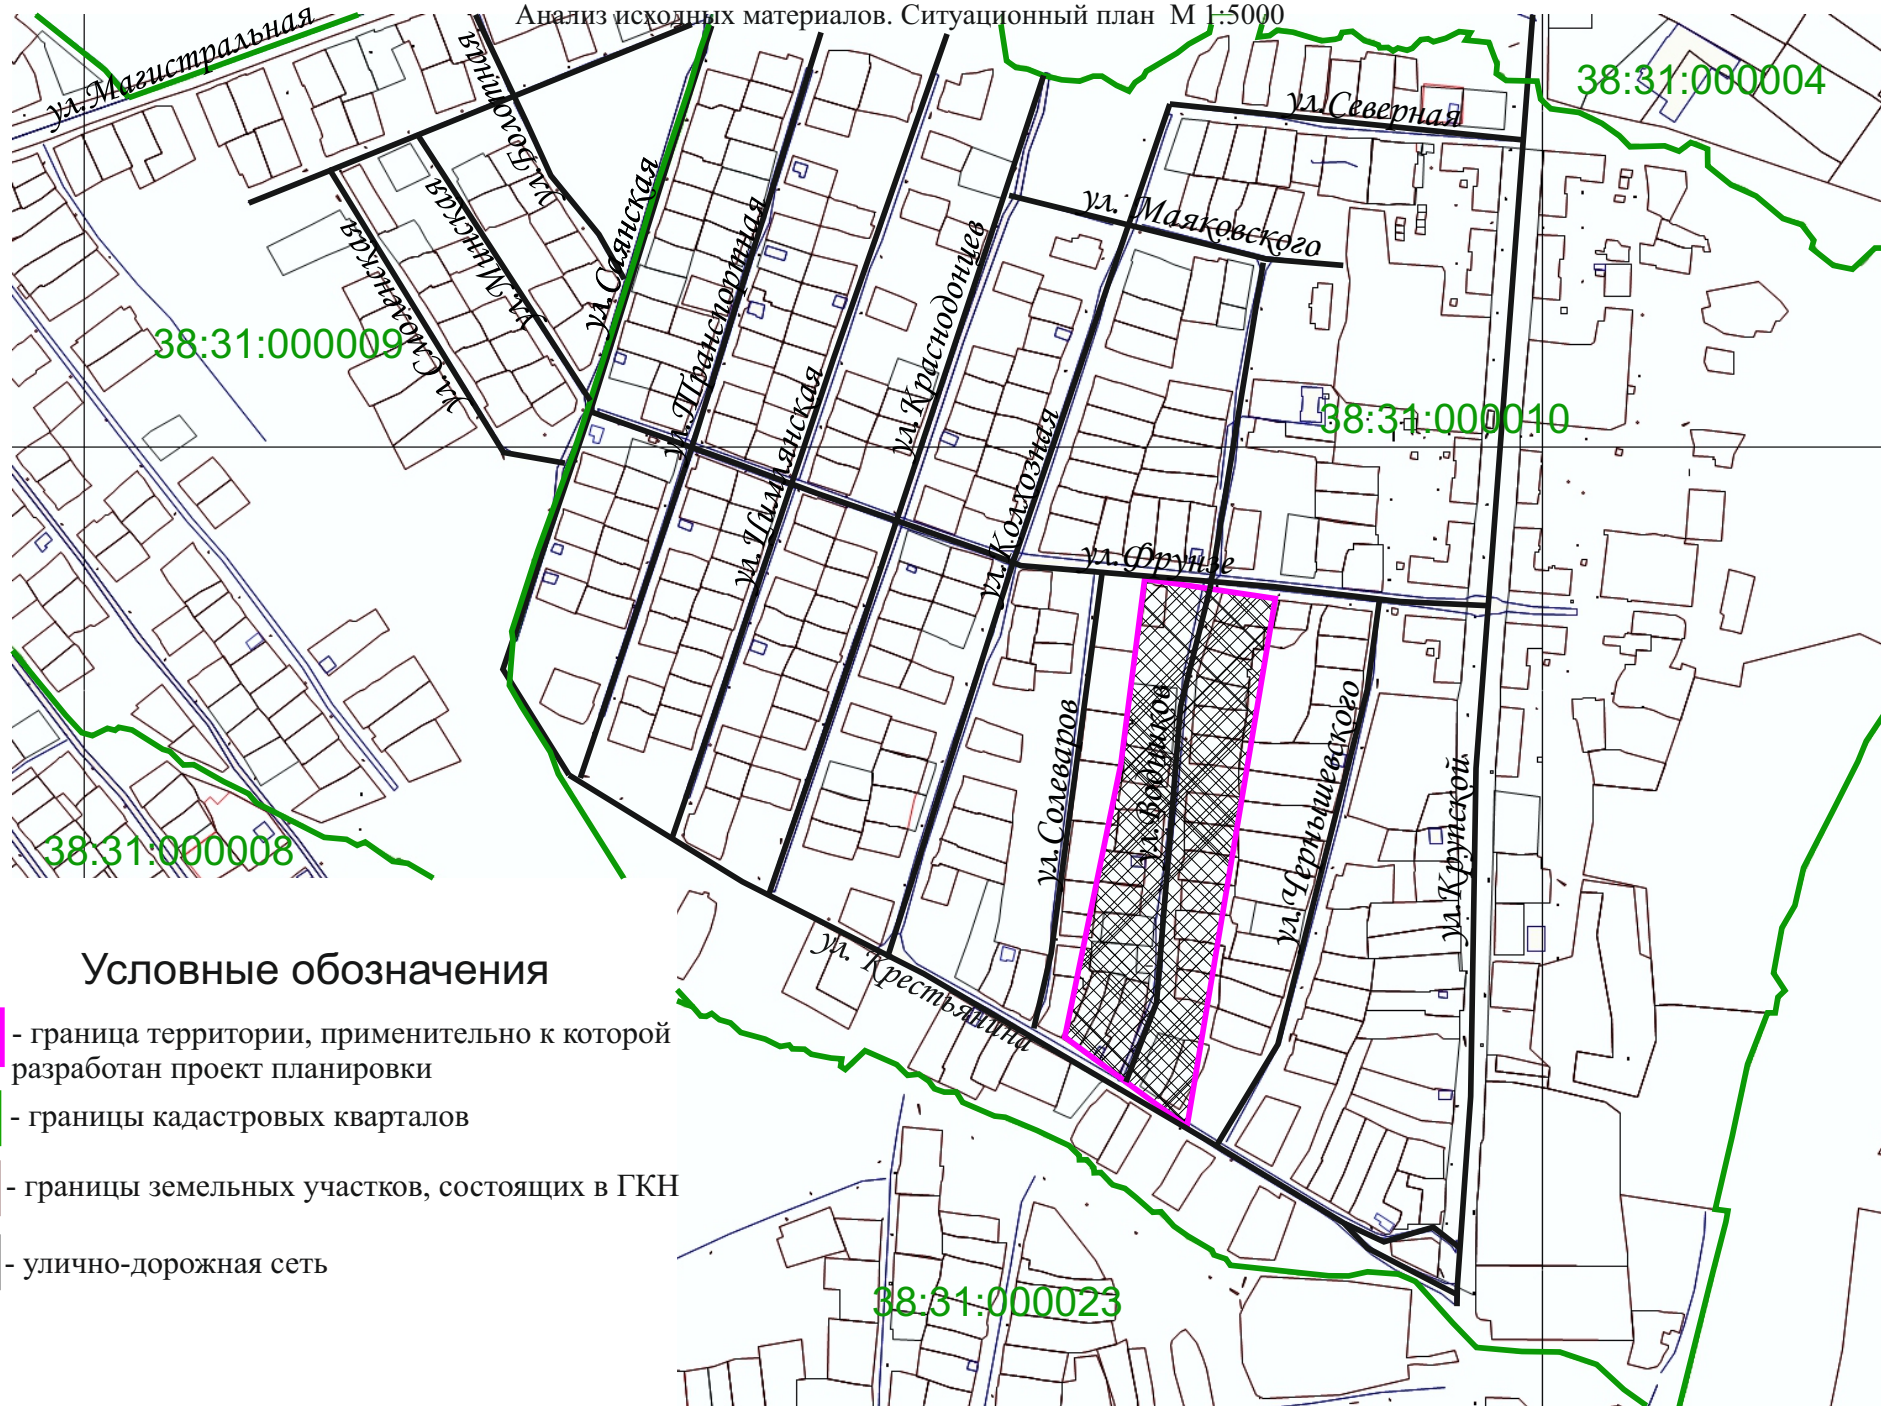 Анализ исходных материалов. Ситуационный план М 1:5000
ул.Магистральная
ул.Болотная
ул.Северная
38:31:000004
ул.Саянская
ул.Минская
ул.Смоленская
ул.Транспортная
ул.Краснодонцев
ул. Маяковского
38:31:000009
ул.Цимлянская
ул.Колхозная
38:31:000010
ул.Фрунзе
ул.Солеваров
ул.Водников
ул.Чернышевского
ул.Крупской
38:31:000008
ул. Крестьянина
38:31:000023
Условные обозначения
- граница территории, применительно к которой
разработан проект планировки
- границы кадастровых кварталов
- границы земельных участков, состоящих в ГКН
- улично-дорожная сеть